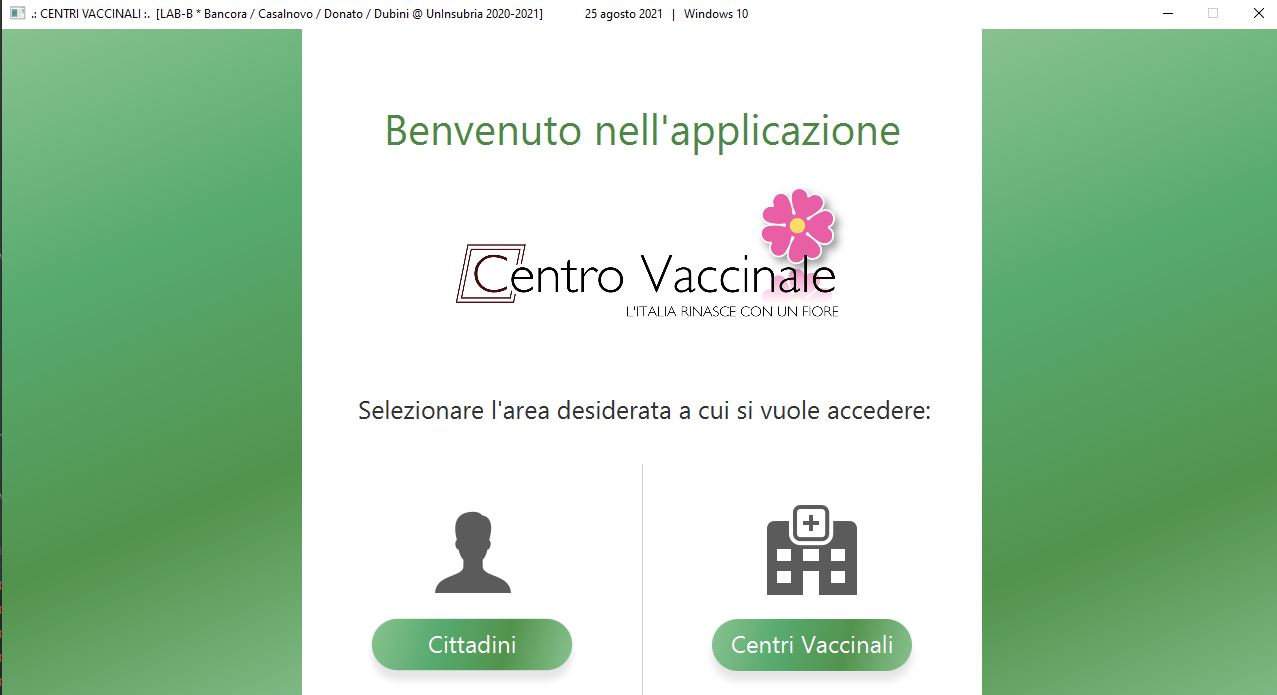 .: CENTRI VACCINALI :. [LAB-B * Bancora / Casalnovo / Donato / Dubini @ UnInsubria 2020-2021] 25 agosto 2021 | Windows 10
Benvenuto nell'applicazione
Centro Vaccinale
L'ITALIA RINASCE CON UN FIORE
Selezionare l'area desiderata a cui si vuole accedere:
Cittadini
Centri Vaccinali